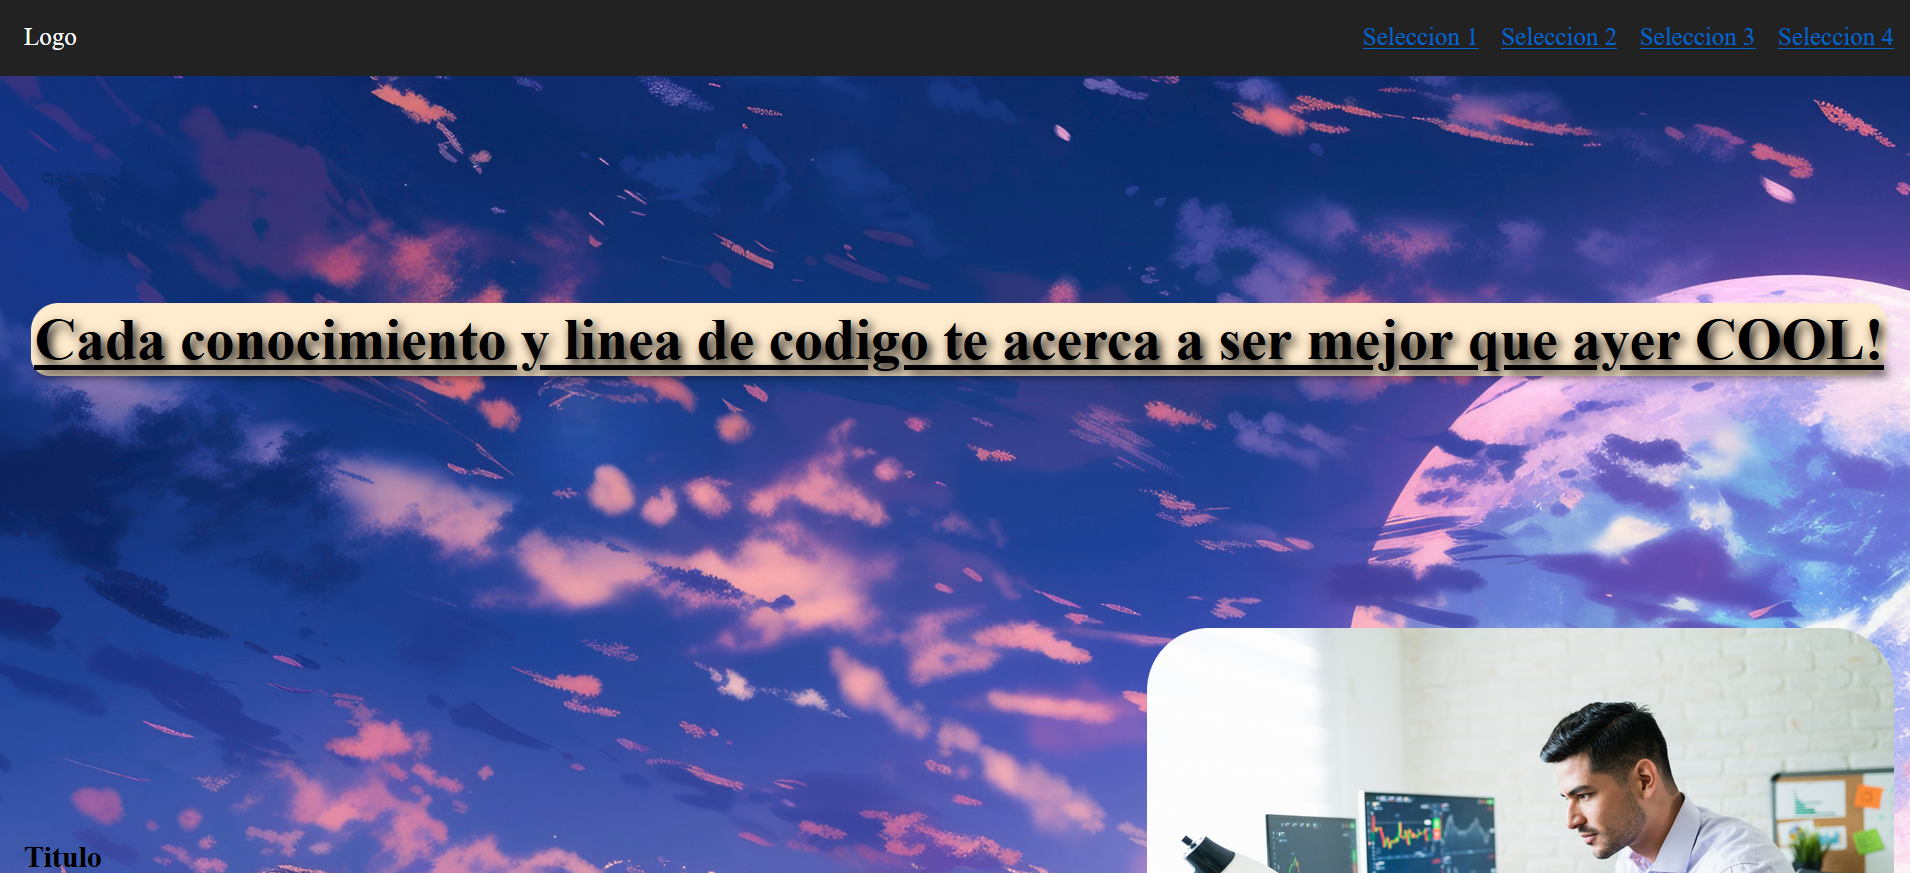 Logo
Seleccion 1 Seleccion 2 Seleccion 3 Seleccion 4
Cada conocimiento y linea de codigo te acerca a ser mejor que ayer COOL!
Titulo